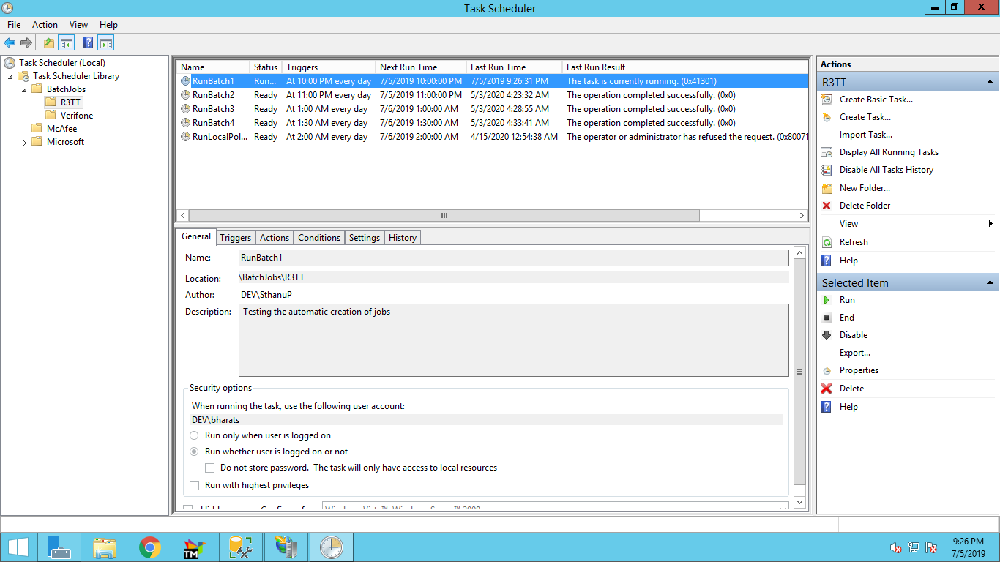 Task Scheduler
File Action View Help
Task Scheduler (Local)
Task Scheduler Library
BatchJobs
R3TT
Verifone
McAfee
Microsoft
Name Status Triggers Next Run Time Last Run Time Last Run Result
RunBatch1 Run... At 10:00 PM every day 7/5/2019 10:00:00 PM 7/5/2019 9:26:31 PM The task is currently running. (0x41301)
RunBatch2 Ready At 11:00 PM every day 7/5/2019 11:00:00 PM 5/3/2020 4:23:32 AM The operation completed successfully. (0x0)
RunBatch3 Ready At 1:00 AM every day 7/6/2019 1:00:00 AM 5/3/2020 4:28:55 AM The operation completed successfully. (0x0)
RunBatch4 Ready At 1:30 AM every day 7/6/2019 1:30:00 AM 5/3/2020 4:33:41 AM The operation completed successfully. (0x0)
RunLocalPol... Ready At 2:00 AM every day 7/6/2019 2:00:00 AM 4/15/2020 12:54:38 AM The operator or administrator has refused the request. (0x80071
General Triggers Actions Conditions Settings History
Name: RunBatch1
Location: \BatchJobs\R3TT
Author: DEV\SthanuP
Description: Testing the automatic creation of jobs
Security options
When running the task, use the following user account:
DEV\bharats
Run only when user is logged on
Run whether user is logged on or not
Do not store password. The task will only have access to local resources
Run with highest privileges
Actions
R3TT
Create Basic Task...
Create Task...
Import Task...
Display All Running Tasks
Disable All Tasks History
New Folder...
Delete Folder
View
Refresh
Help
Selected Item
Run
End
Disable
Export...
Properties
Delete
Help
TM
9:26 PM
7/5/2019